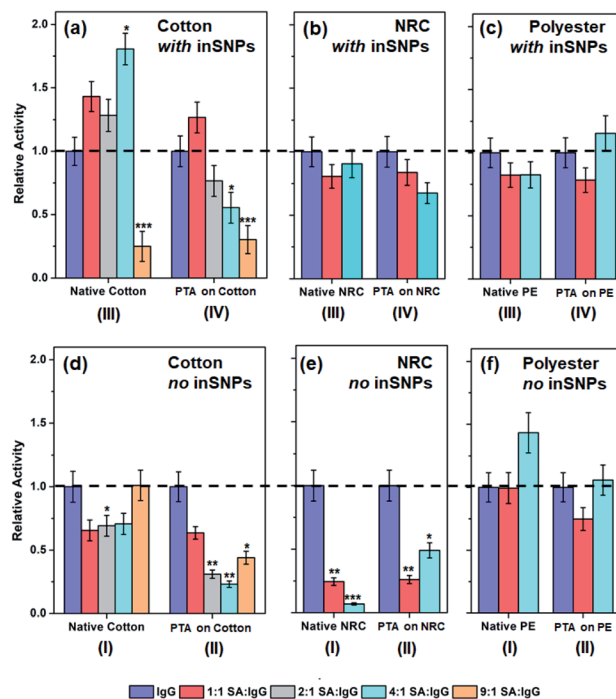 (a) Cotton
with inSNPs
(b) NRC
with inSNPs
(c) Polyester
with inSNPs
Relative Activity
2.0
1.5
1.0
0.5
0.0
*
***
*
***
Native Cotton PTA on Cotton
(III) (IV)
Native NRC PTA on NRC
(III) (IV)
Native PE PTA on PE
(III) (IV)
(d) Cotton
no inSNPs
(e) NRC
no inSNPs
(f) Polyester
no inSNPs
Relative Activity
2.0
1.5
1.0
0.5
0.0
*
**
**
*
**
***
**
*
Native Cotton PTA on Cotton
(I) (II)
Native NRC PTA on NRC
(I) (II)
Native PE PTA on PE
(I) (II)
IgG 1:1 SA:IgG 2:1 SA:IgG 4:1 SA:IgG 9:1 SA:IgG